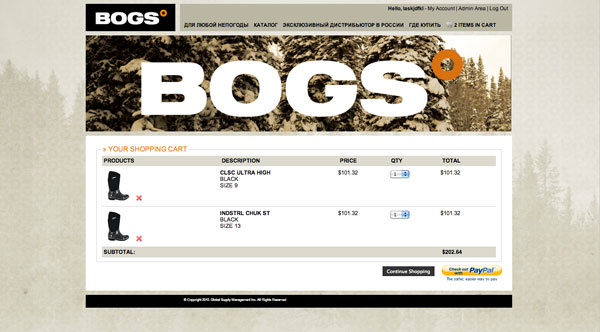 BOGS
Hello, laskjdfkl - My Account | Admin Area | Log Out
ДЛЯ ЛЮБОЙ НЕПОГОДЫ КАТАЛОГ ЭКСКЛЮЗИВНЫЙ ДИСТРИБЬЮТОР В РОССИИ ГДЕ КУПИТЬ 2 ITEMS IN CART
BOGS
» YOUR SHOPPING CART
PRODUCTS DESCRIPTION PRICE QTY TOTAL
CLSC ULTRA HIGH $101.32 1 $101.32
BLACK
SIZE 9
INDSTRL CHUK ST $101.32 1 $101.32
BLACK
SIZE 13
SUBTOTAL: $202.64
Continue Shopping
Check out with PayPal
The safer, easier way to pay
© Copyright 2010. Global Supply Management Inc. All Rights Reserved